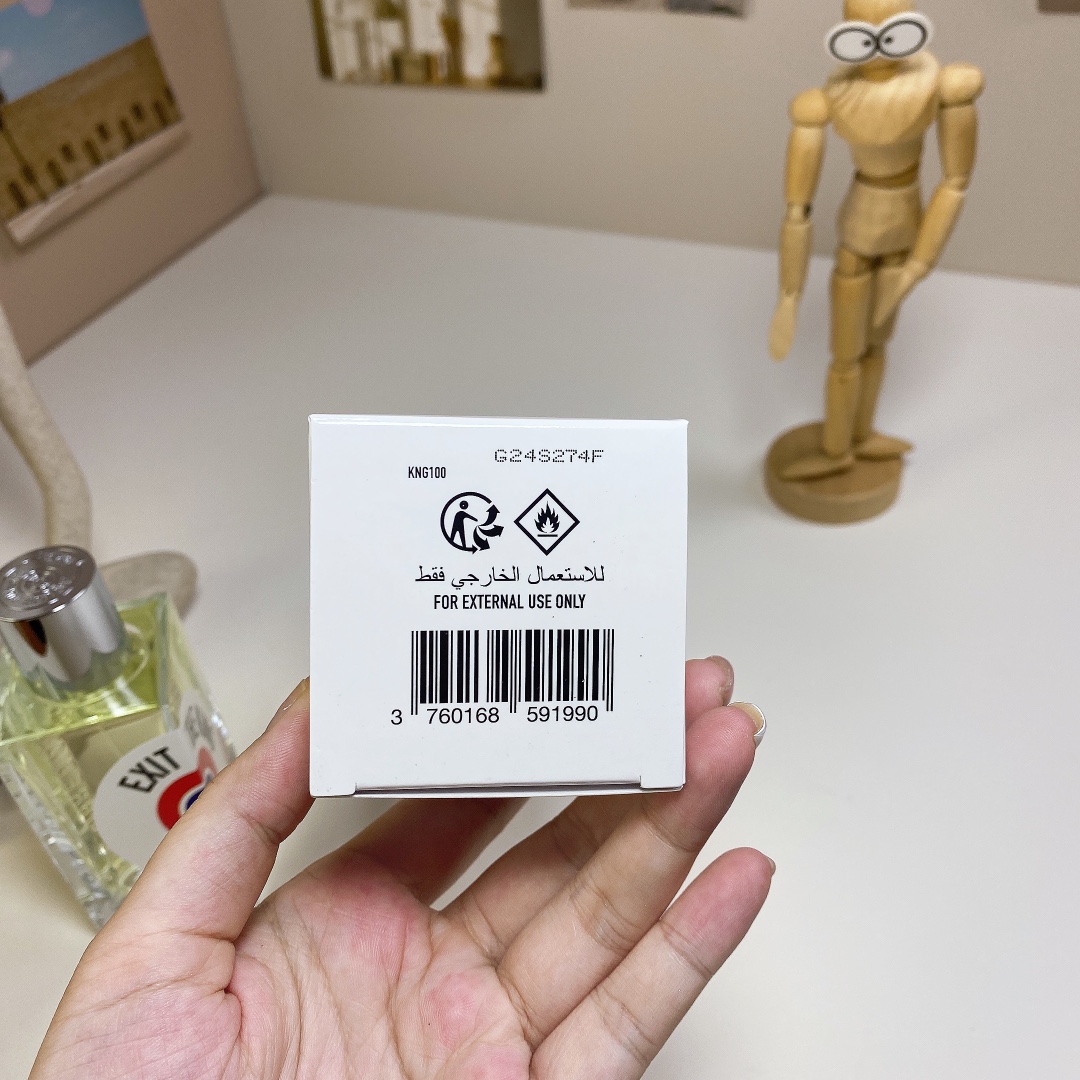 G24S274F
KNG100
للاستعمال الخارجي فقط
FOR EXTERNAL USE ONLY
3 760168 591990
EXIT